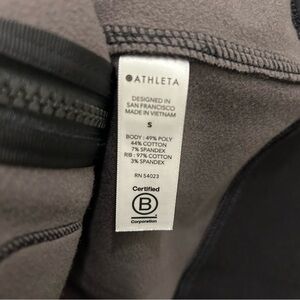 ATHLETA
DESIGNED IN
SAN FRANCISCO
MADE IN VIETNAM
S
BODY: 49% POLY
44% COTTON
7% SPANDEX
RIB: 97% COTTON
3% SPANDEX
RN 54023
Certified
B
Corporation